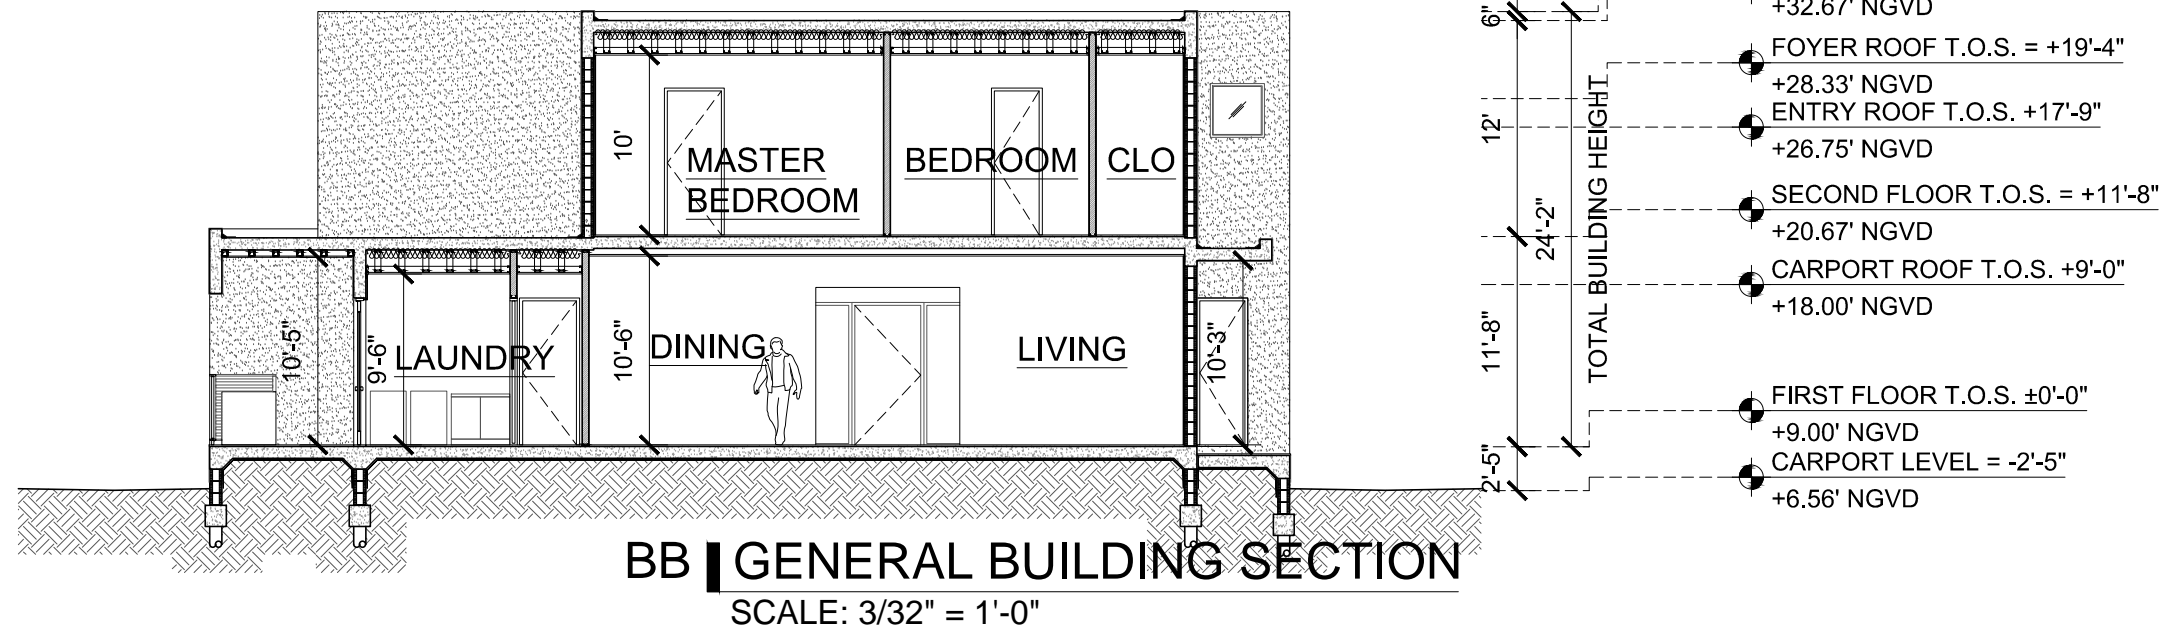 +32.67' NGVD
6"
FOYER ROOF T.O.S. = +19'-4"
+28.33' NGVD
ENTRY ROOF T.O.S. +17'-9"
+26.75' NGVD
12'
10'
MASTER
BEDROOM
BEDROOM
CLO
SECOND FLOOR T.O.S. = +11'-8"
+20.67' NGVD
24'-2"
TOTAL BUILDING HEIGHT
CARPORT ROOF T.O.S. +9'-0"
+18.00' NGVD
10'-5"
9'-6"
LAUNDRY
10'-6"
DINING
LIVING
10'-3"
11'-8"
FIRST FLOOR T.O.S. ±0'-0"
+9.00' NGVD
CARPORT LEVEL = -2'-5"
+6.56' NGVD
2'-5"
BB GENERAL BUILDING SECTION
SCALE: 3/32" = 1'-0"